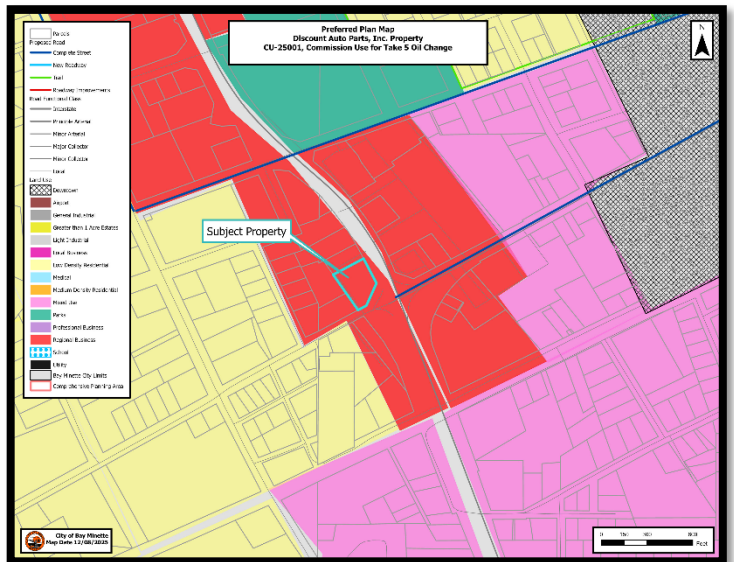 Preferred Plan Map
Discount Auto Parts, Inc. Property
CU-25001, Commission Use for Take 5 Oil Change
N
Parcels
Proposed Road
Complete Street
New Roadway
Trail
Roadway Improvements
Road Functional Class
Interstate
Principle Arterial
Minor Arterial
Major Collector
Minor Collector
Local
Land Use
Downtown
Airport
General Industrial
Greater than 1 Acre Estates
Light Industrial
Local Business
Low Density Residential
Medical
Medium Density Residential
Mixed Use
Parks
Professional Business
Regional Business
School
Utility
Bay Minette City Limits
Comprehensive Planning Area
Subject Property
City of Bay Minette
Map Date 12/08/2025
0 150 300 600
Feet